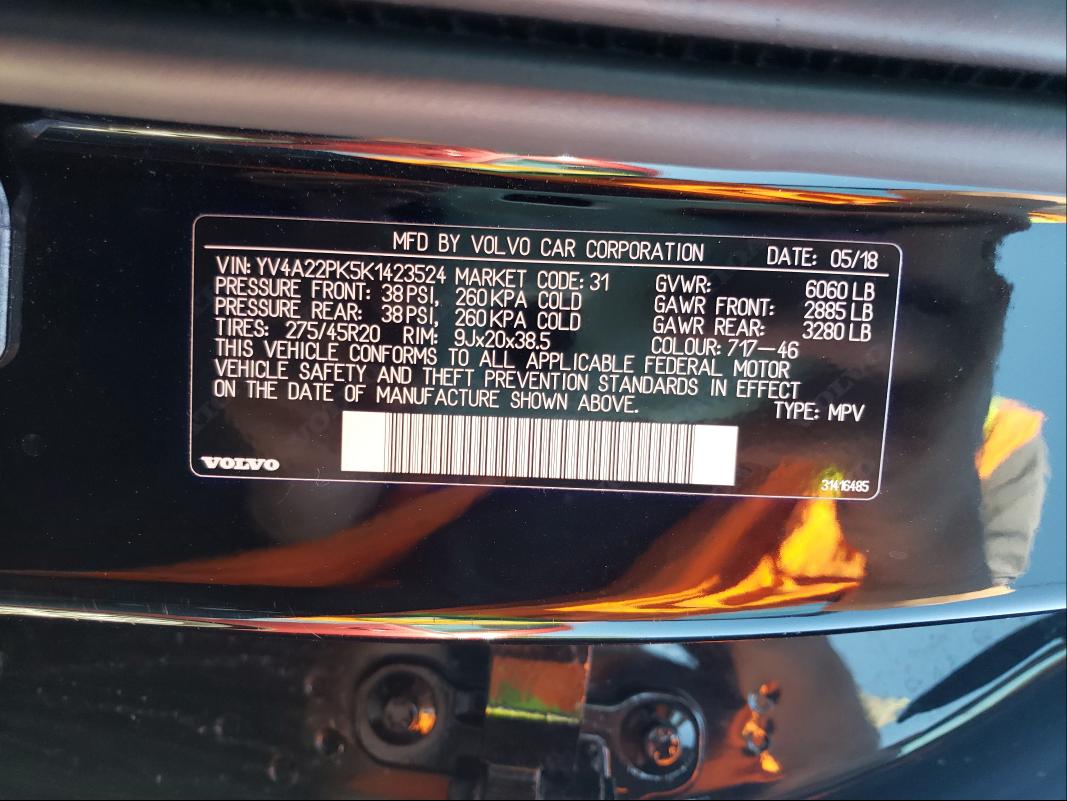 MFD BY VOLVO CAR CORPORATION DATE: 05/18
VIN: YV4A22PK5K1423524 MARKET CODE: 31 GVWR: 6060 LB
PRESSURE FRONT: 38 PSI, 260 KPA COLD GAWR FRONT: 2885 LB
PRESSURE REAR: 38 PSI, 260 KPA COLD GAWR REAR: 3280 LB
TIRES: 275/45R20 RIM: 9Jx20x38.5 COLOUR: 717-46
THIS VEHICLE CONFORMS TO ALL APPLICABLE FEDERAL MOTOR
VEHICLE SAFETY AND THEFT PREVENTION STANDARDS IN EFFECT
ON THE DATE OF MANUFACTURE SHOWN ABOVE. TYPE: MPV
VOLVO
31416485